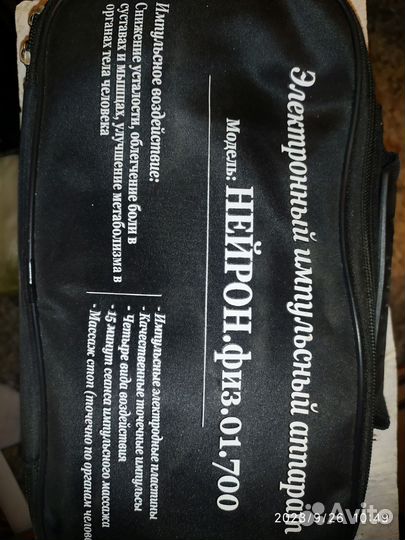 Электронный импульсный аппарат
Модель: НЕЙРОН.физ.01.700
Импульсное воздействие:
Снижение усталости, облегчение боли в
суставах и мышцах, улучшение метаболизма в
органах тела человека
- Импульсные электродные пластины
- Качественные точечные импульсы
- Четыре вида воздействия
- 15 минут сеанса импульсного массажа
- Массаж стоп (точечно по органам челове
2023/9/26 10:49
Avito